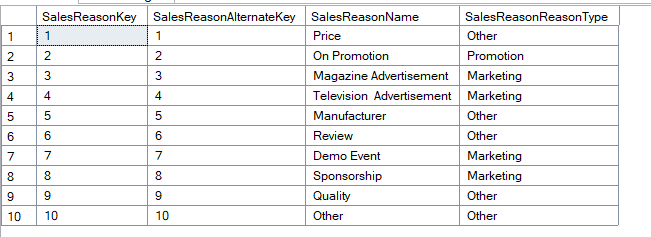 SalesReasonKey SalesReasonAlternateKey SalesReasonName SalesReasonReasonType
1 1 1 Price Other
2 2 2 On Promotion Promotion
3 3 3 Magazine Advertisement Marketing
4 4 4 Television  Advertisement Marketing
5 5 5 Manufacturer Other
6 6 6 Review Other
7 7 7 Demo Event Marketing
8 8 8 Sponsorship Marketing
9 9 9 Quality Other
10 10 10 Other Other